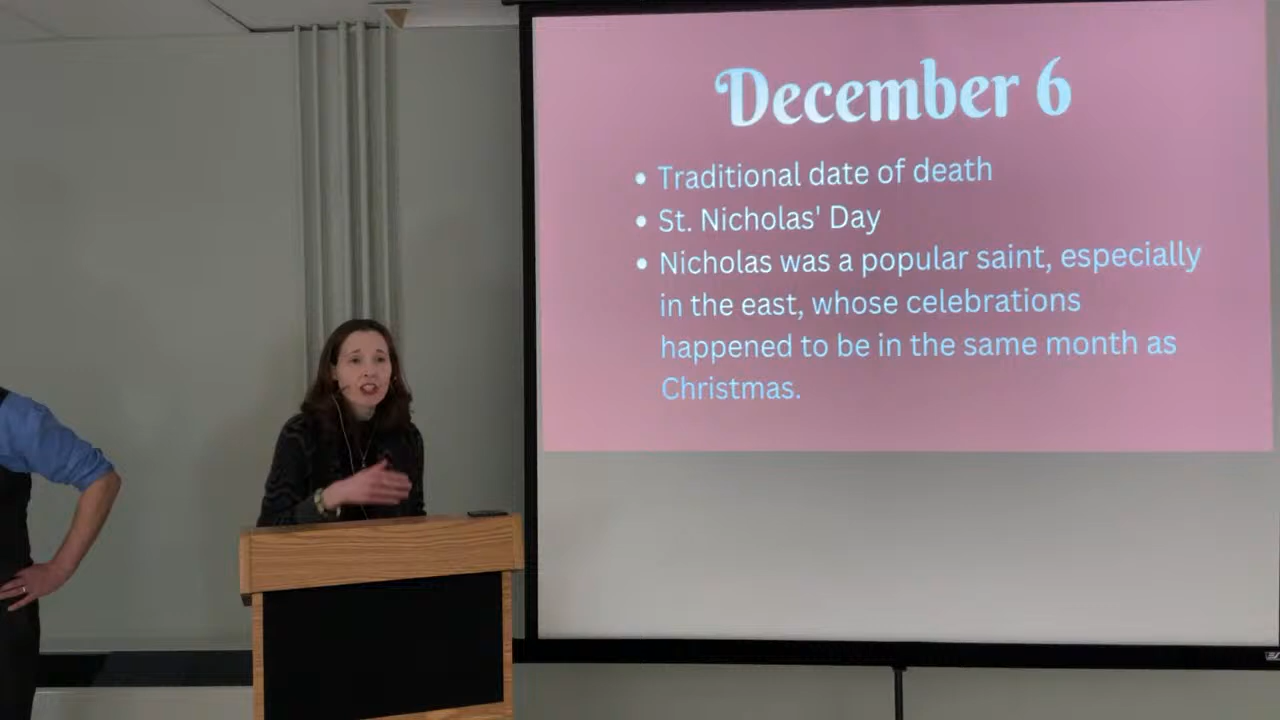 December 6
• Traditional date of death
• St. Nicholas' Day
• Nicholas was a popular saint, especially
in the east, whose celebrations
happened to be in the same month as
Christmas.